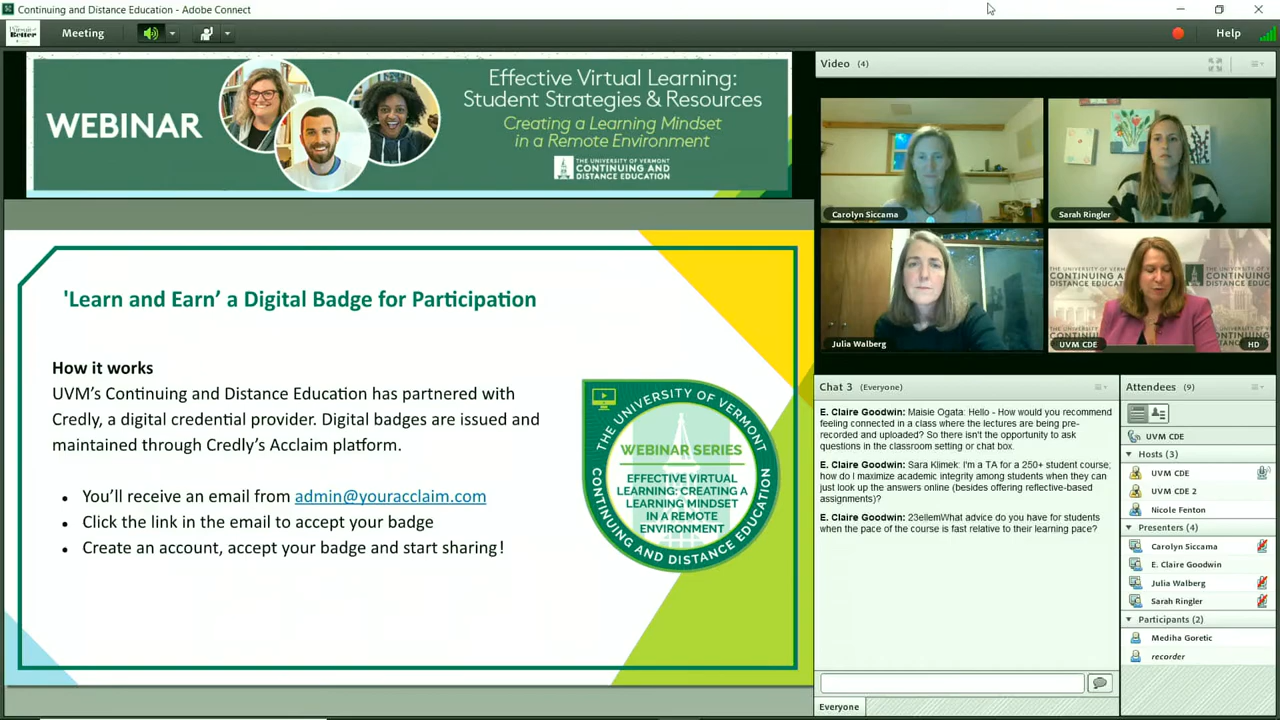 Continuing and Distance Education - Adobe Connect
Meeting
Help
WEBINAR
Effective Virtual Learning:
Student Strategies & Resources
Creating a Learning Mindset
in a Remote Environment
THE UNIVERSITY OF VERMONT
CONTINUING AND
DISTANCE EDUCATION
'Learn and Earn’ a Digital Badge for Participation
How it works
UVM’s Continuing and Distance Education has partnered with
Credly, a digital credential provider. Digital badges are issued and
maintained through Credly’s Acclaim platform.
• You’ll receive an email from admin@youracclaim.com
• Click the link in the email to accept your badge
• Create an account, accept your badge and start sharing!
THE UNIVERSITY OF VERMONT
WEBINAR SERIES
EFFECTIVE VIRTUAL
LEARNING: CREATING A
LEARNING MINDSET
IN A REMOTE
ENVIRONMENT
CONTINUING AND DISTANCE EDUCATION
Video (4)
Carolyn Siccama
Sarah Ringler
Julia Walberg
THE UNIVERSITY OF VERMONT
CONTINUING
DISTANCE EDUC
UVM CDE
HD
Chat 3 (Everyone)
E. Claire Goodwin: Maisie Ogata: Hello - How would you recommend
feeling connected in a class where the lectures are being pre-
recorded and uploaded? So there isn't the opportunity to ask
questions in the classroom setting or chat box.
E. Claire Goodwin: Sara Klimek: I'm a TA for a 250+ student course;
how do I maximize academic integrity among students when they can
just look up the answers online (besides offering reflective-based
assignments)?
E. Claire Goodwin: 23ellemWhat advice do you have for students
when the pace of the course is fast relative to their learning pace?
Everyone
Attendees (9)
UVM CDE
Hosts (3)
UVM CDE
UVM CDE 2
Nicole Fenton
Presenters (4)
Carolyn Siccama
E. Claire Goodwin
Julia Walberg
Sarah Ringler
Participants (2)
Mediha Goretic
recorder